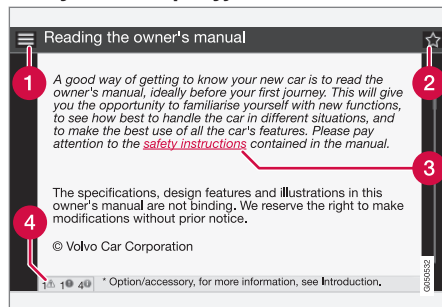 Reading the owner's manual
1
2
A good way of getting to know your new car is to read the
owner's manual, ideally before your first journey. This will give
you the opportunity to familiarise yourself with new functions,
to see how best to handle the car in different situations, and
to make the best use of all the car's features. Please pay
attention to the safety instructions contained in the manual.
3
The specifications, design features and illustrations in this
owner's manual are not binding. We reserve the right to make
modifications without prior notice.
4
© Volvo Car Corporation
1 1 4 * Option/accessory, for more information, see Introduction.
G050532